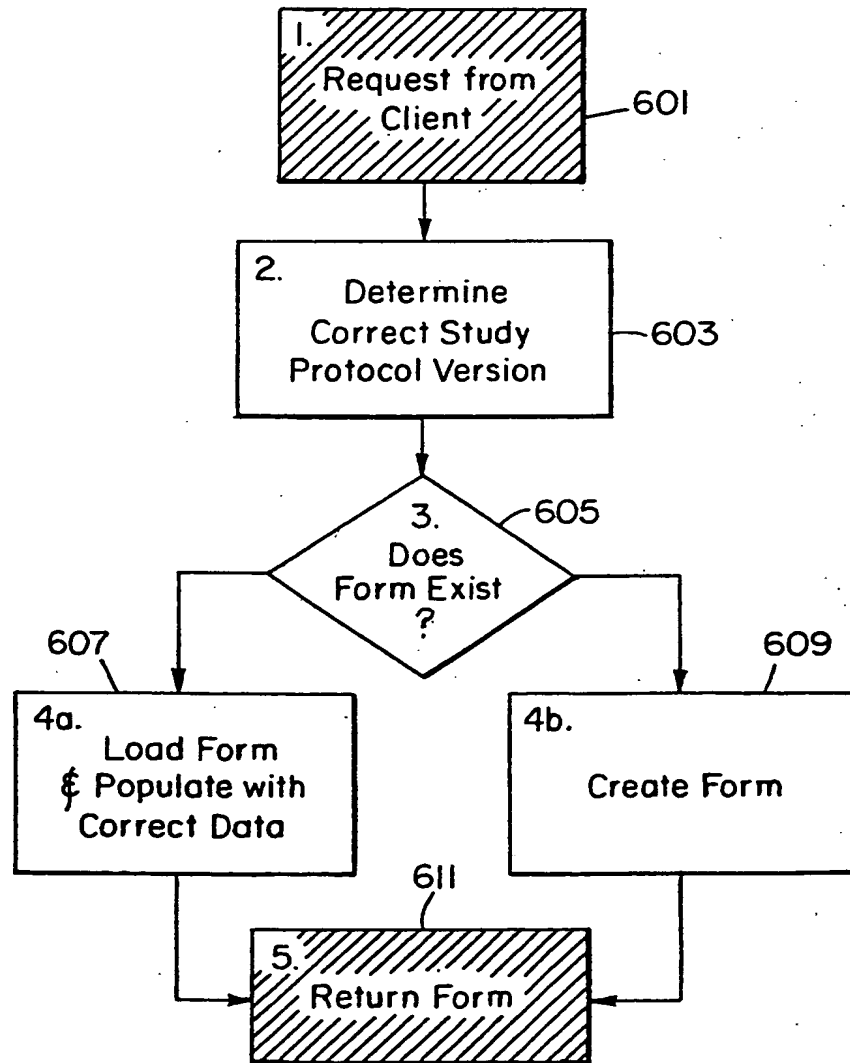 1.
Request from
Client
601
2.
Determine
Correct Study
Protocol Version
603
3.
Does
Form Exist
?
605
607
4a.
Load Form
& Populate with
Correct Data
609
4b.
Create Form
611
5.
Return Form